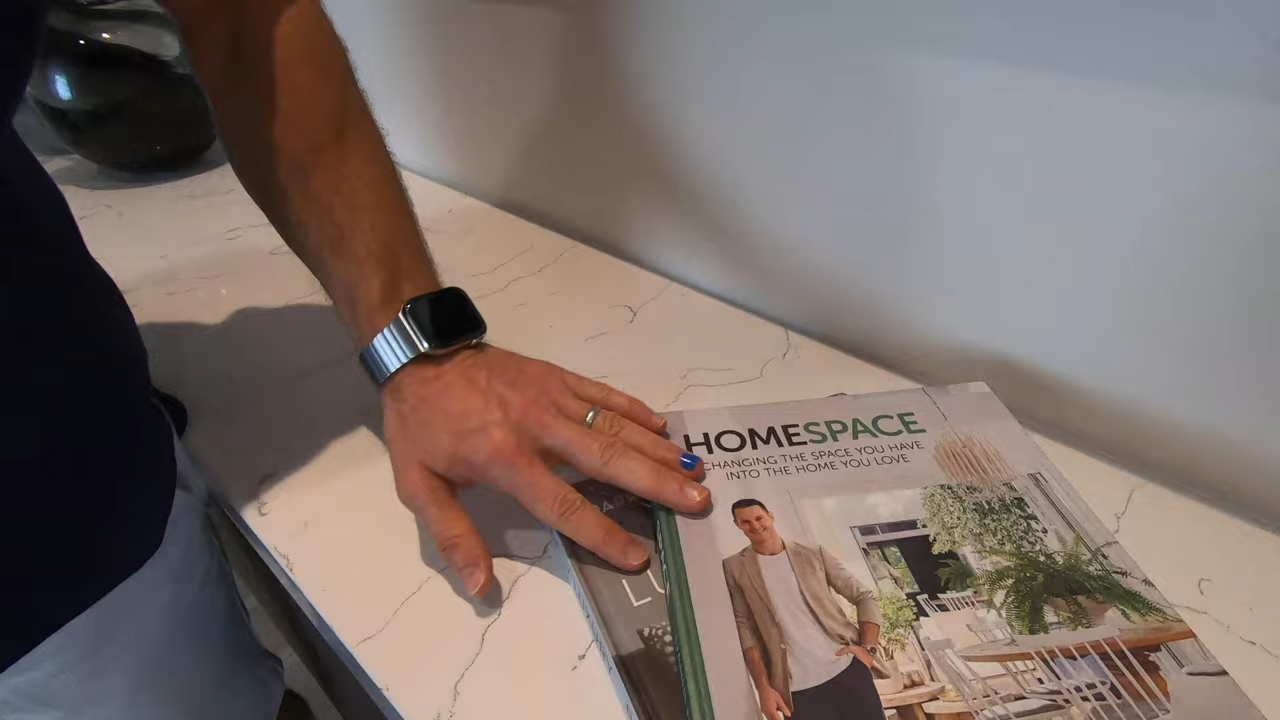 HOMESPACE
CHANGING THE SPACE YOU HAVE
INTO THE HOME YOU LOVE